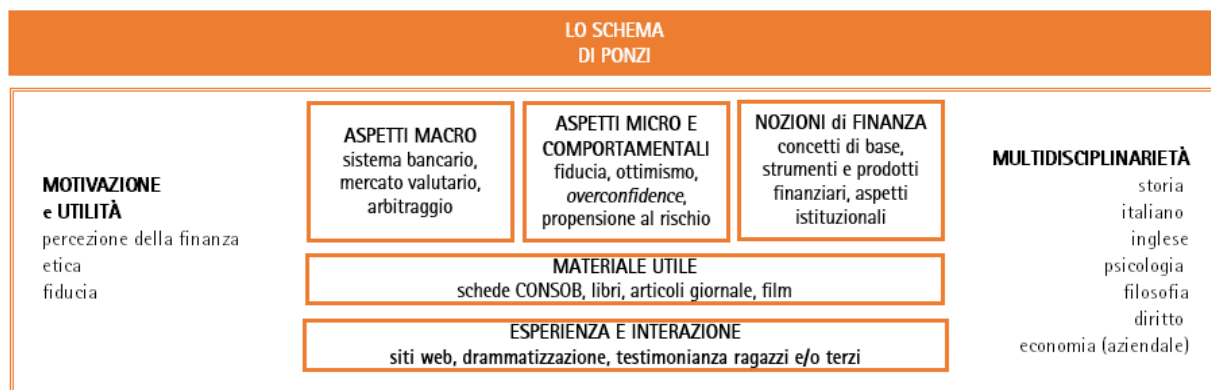 LO SCHEMA
DI PONZI
MOTIVAZIONE
e UTILITÀ
percezione della finanza
etica
fiducia
ASPETTI MACRO
sistema bancario,
mercato valutario,
arbitraggio
ASPETTI MICRO E
COMPORTAMENTALI
fiducia, ottimismo,
overconfidence,
propensione al rischio
NOZIONI di FINANZA
concetti di base,
strumenti e prodotti
finanziari, aspetti
istituzionali
MATERIALE UTILE
schede CONSOB, libri, articoli giornale, film
ESPERIENZA E INTERAZIONE
siti web, drammatizzazione, testimonianza ragazzi e/o terzi
MULTIDISCIPLINARIETÀ
storia
italiano
inglese
psicologia
filosofia
diritto
economia (aziendale)